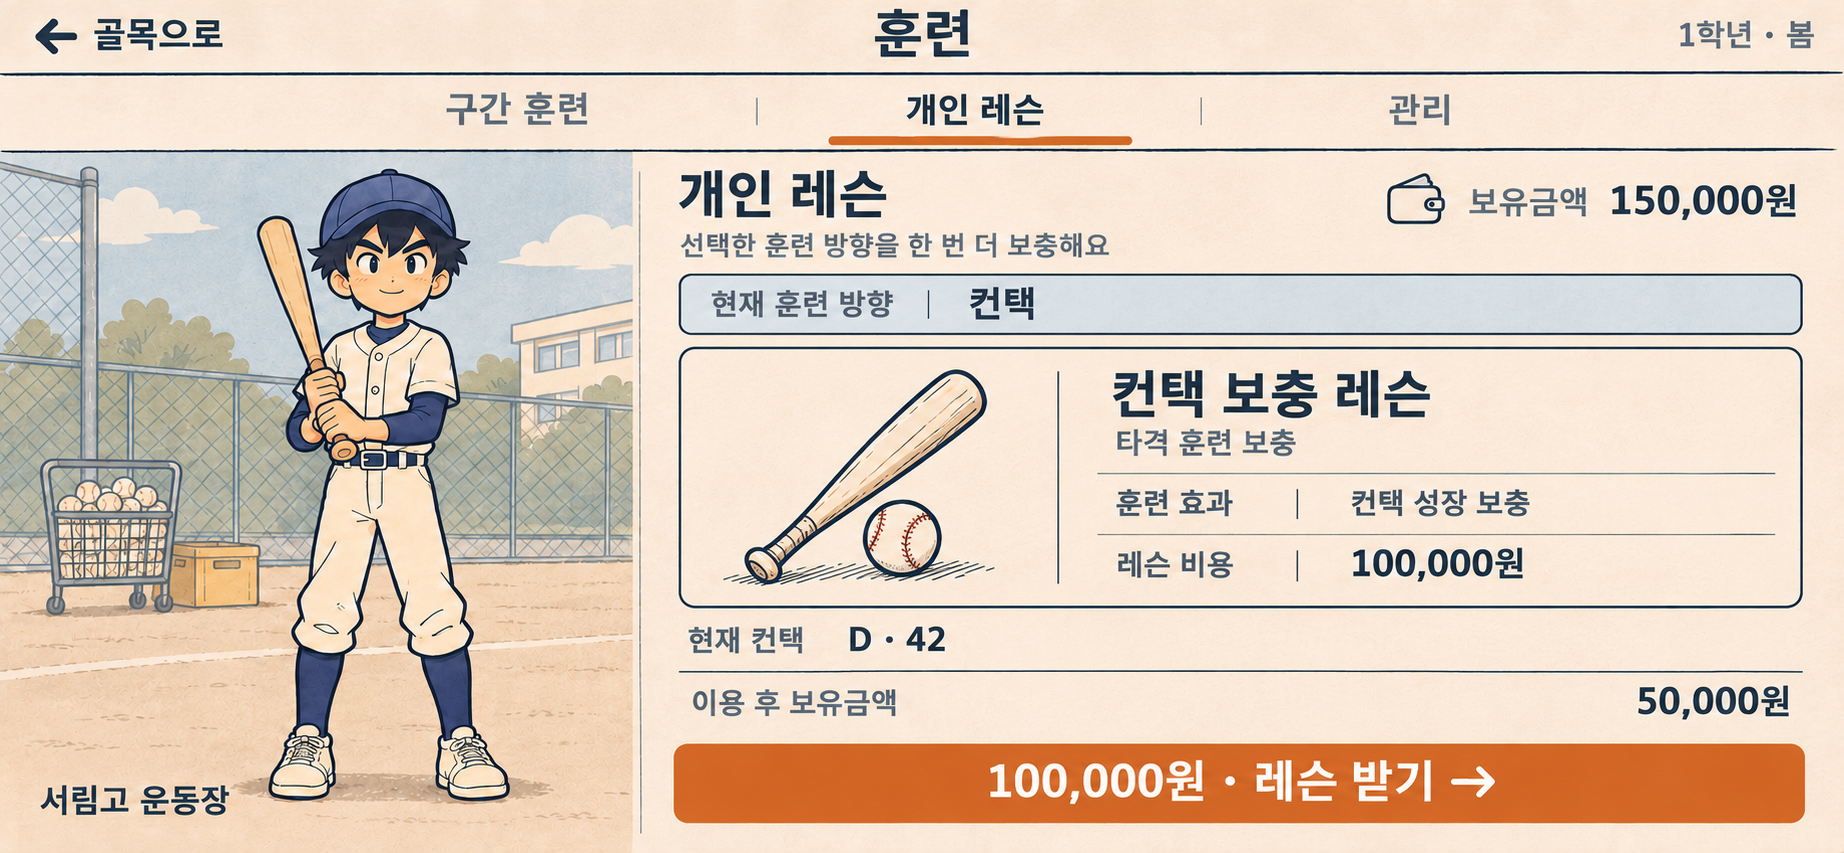 ← 골목으로
훈련
1학년 · 봄
구간 훈련
개인 레슨
관리
개인 레슨
보유금액 150,000원
선택한 훈련 방향을 한 번 더 보충해요
현재 훈련 방향 | 컨택
컨택 보충 레슨
타격 훈련 보충
훈련 효과 | 컨택 성장 보충
레슨 비용 | 100,000원
현재 컨택 D · 42
이용 후 보유금액 50,000원
100,000원 · 레슨 받기 →
서림고 운동장